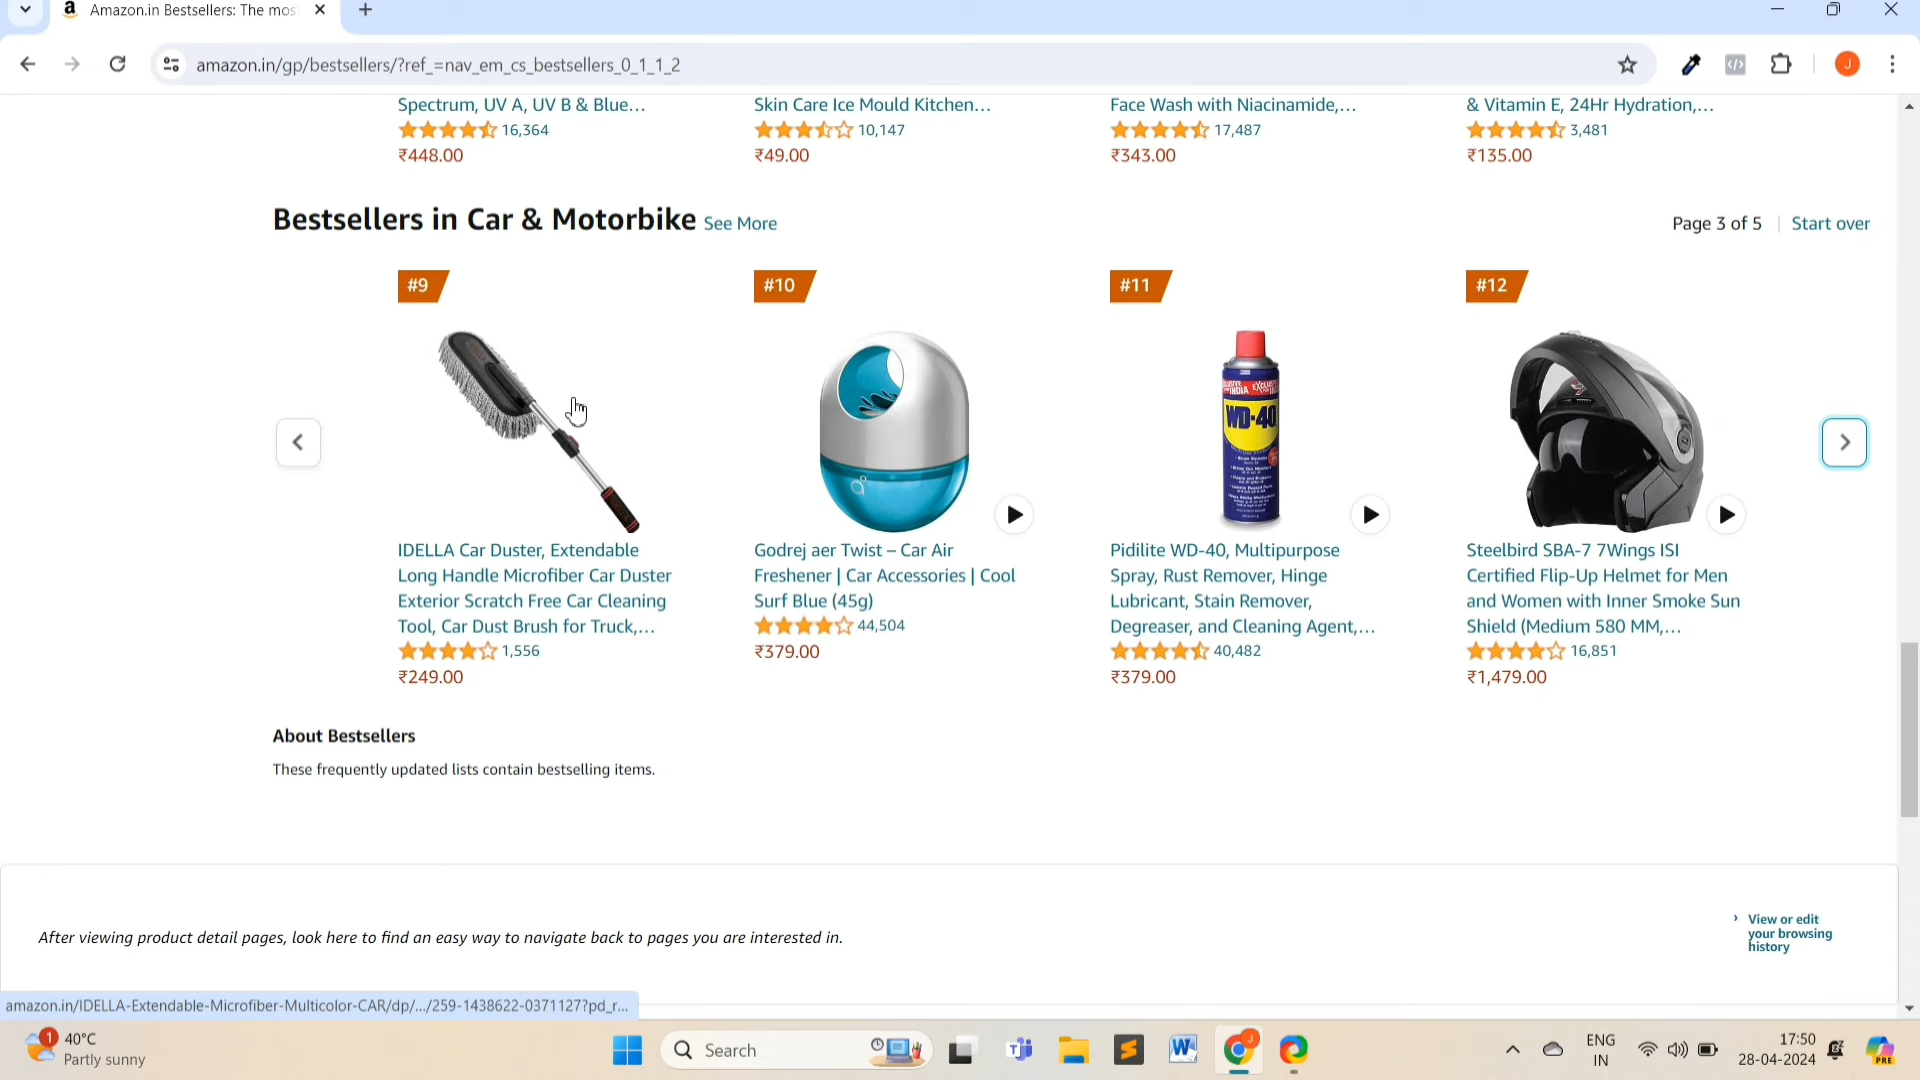 Amazon.in Bestsellers: The mos
amazon.in/gp/bestsellers/?ref_=nav_em_cs_bestsellers_0_1_1_2
J
Spectrum, UV A, UV B & Blue…
16,364
₹448.00
Skin Care Ice Mould Kitchen…
10,147
₹49.00
Face Wash with Niacinamide,…
17,487
₹343.00
& Vitamin E, 24Hr Hydration,…
3,481
₹135.00
Bestsellers in Car & Motorbike See More
Page 3 of 5 | Start over
#9
IDELLA Car Duster, Extendable
Long Handle Microfiber Car Duster
Exterior Scratch Free Car Cleaning
Tool, Car Dust Brush for Truck,…
1,556
₹249.00
#10
Godrej aer Twist – Car Air
Freshener | Car Accessories | Cool
Surf Blue (45g)
44,504
₹379.00
#11
WD-40
Pidilite WD-40, Multipurpose
Spray, Rust Remover, Hinge
Lubricant, Stain Remover,
Degreaser, and Cleaning Agent,…
40,482
₹379.00
#12
Steelbird SBA-7 7Wings ISI
Certified Flip-Up Helmet for Men
and Women with Inner Smoke Sun
Shield (Medium 580 MM,…
16,851
₹1,479.00
About Bestsellers
These frequently updated lists contain bestselling items.
After viewing product detail pages, look here to find an easy way to navigate back to pages you are interested in.
View or edit
your browsing
history
amazon.in/IDELLA-Extendable-Microfiber-Multicolor-CAR/dp/.../259-1438622-0371127?pd_r...
1
40°C
Partly sunny
Search
J
ENG
IN
17:50
28-04-2024
PRE